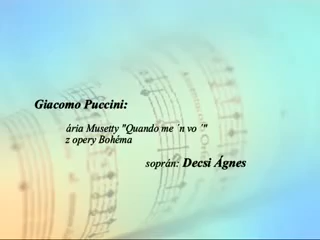 Giacomo Puccini:
ária Musetty "Quando me ´n vo ´"
z opery Bohéma
soprán: Decsi Ágnes